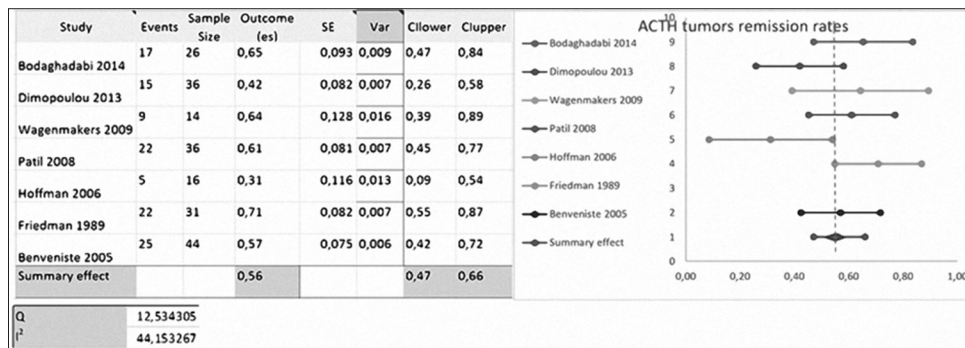 Study Events Sample Size Outcome (es) SE Var CIlower CIupper
Bodaghadabi 2014 17 26 0,65 0,093 0,009 0,47 0,84
Dimopoulou 2013 15 36 0,42 0,082 0,007 0,26 0,58
Wagenmakers 2009 9 14 0,64 0,128 0,016 0,39 0,89
Patil 2008 22 36 0,61 0,081 0,007 0,45 0,77
Hoffman 2006 5 16 0,31 0,116 0,013 0,09 0,54
Friedman 1989 22 31 0,71 0,082 0,007 0,55 0,87
Benveniste 2005 25 44 0,57 0,075 0,006 0,42 0,72
Summary effect 0,56 0,47 0,66
Q 12,534305
I² 44,153267
ACTH tumors remission rates
Bodaghadabi 2014
Dimopoulou 2013
Wagenmakers 2009
Patil 2008
Hoffman 2006
Friedman 1989
Benveniste 2005
Summary effect
10
9
8
7
6
5
4
3
2
1
0
0,00 0,20 0,40 0,60 0,80 1,00